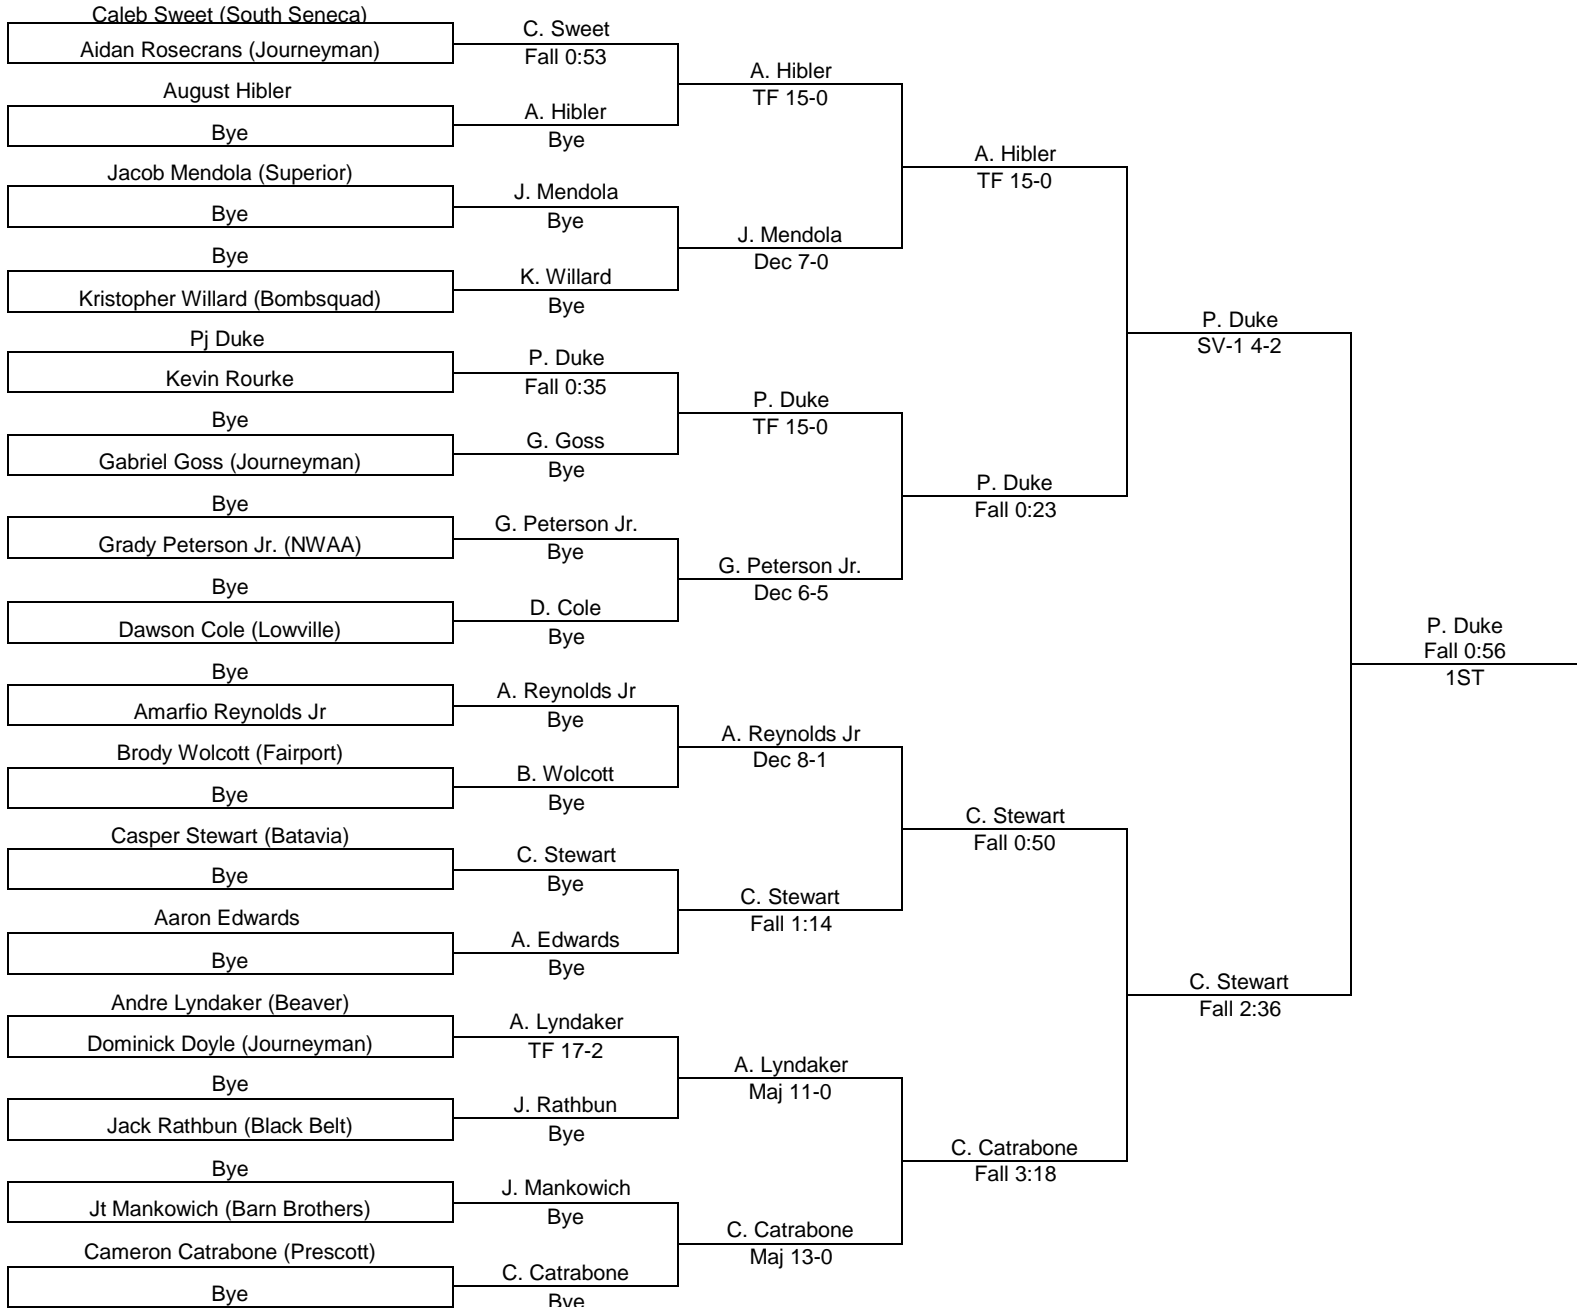 Caleb Sweet (South Seneca)
Aidan Rosecrans (Journeyman)
August Hibler
Bye
Jacob Mendola (Superior)
Bye
Bye
Kristopher Willard (Bombsquad)
Pj Duke
Kevin Rourke
Bye
Gabriel Goss (Journeyman)
Bye
Grady Peterson Jr. (NWAA)
Bye
Dawson Cole (Lowville)
Bye
Amarfio Reynolds Jr
Brody Wolcott (Fairport)
Bye
Casper Stewart (Batavia)
Bye
Aaron Edwards
Bye
Andre Lyndaker (Beaver)
Dominick Doyle (Journeyman)
Bye
Jack Rathbun (Black Belt)
Bye
Jt Mankowich (Barn Brothers)
Cameron Catrabone (Prescott)
Bye
C. Sweet
Fall 0:53
A. Hibler
Bye
J. Mendola
Bye
K. Willard
Bye
P. Duke
Fall 0:35
G. Goss
Bye
G. Peterson Jr.
Bye
D. Cole
Bye
A. Reynolds Jr
Bye
B. Wolcott
Bye
C. Stewart
Bye
A. Edwards
Bye
A. Lyndaker
TF 17-2
J. Rathbun
Bye
J. Mankowich
Bye
C. Catrabone
Bye
A. Hibler
TF 15-0
J. Mendola
Dec 7-0
P. Duke
TF 15-0
G. Peterson Jr.
Dec 6-5
A. Reynolds Jr
Dec 8-1
C. Stewart
Fall 1:14
A. Lyndaker
Maj 11-0
C. Catrabone
Maj 13-0
A. Hibler
TF 15-0
P. Duke
Fall 0:23
C. Stewart
Fall 0:50
C. Catrabone
Fall 3:18
P. Duke
SV-1 4-2
C. Stewart
Fall 2:36
P. Duke
Fall 0:56
1ST